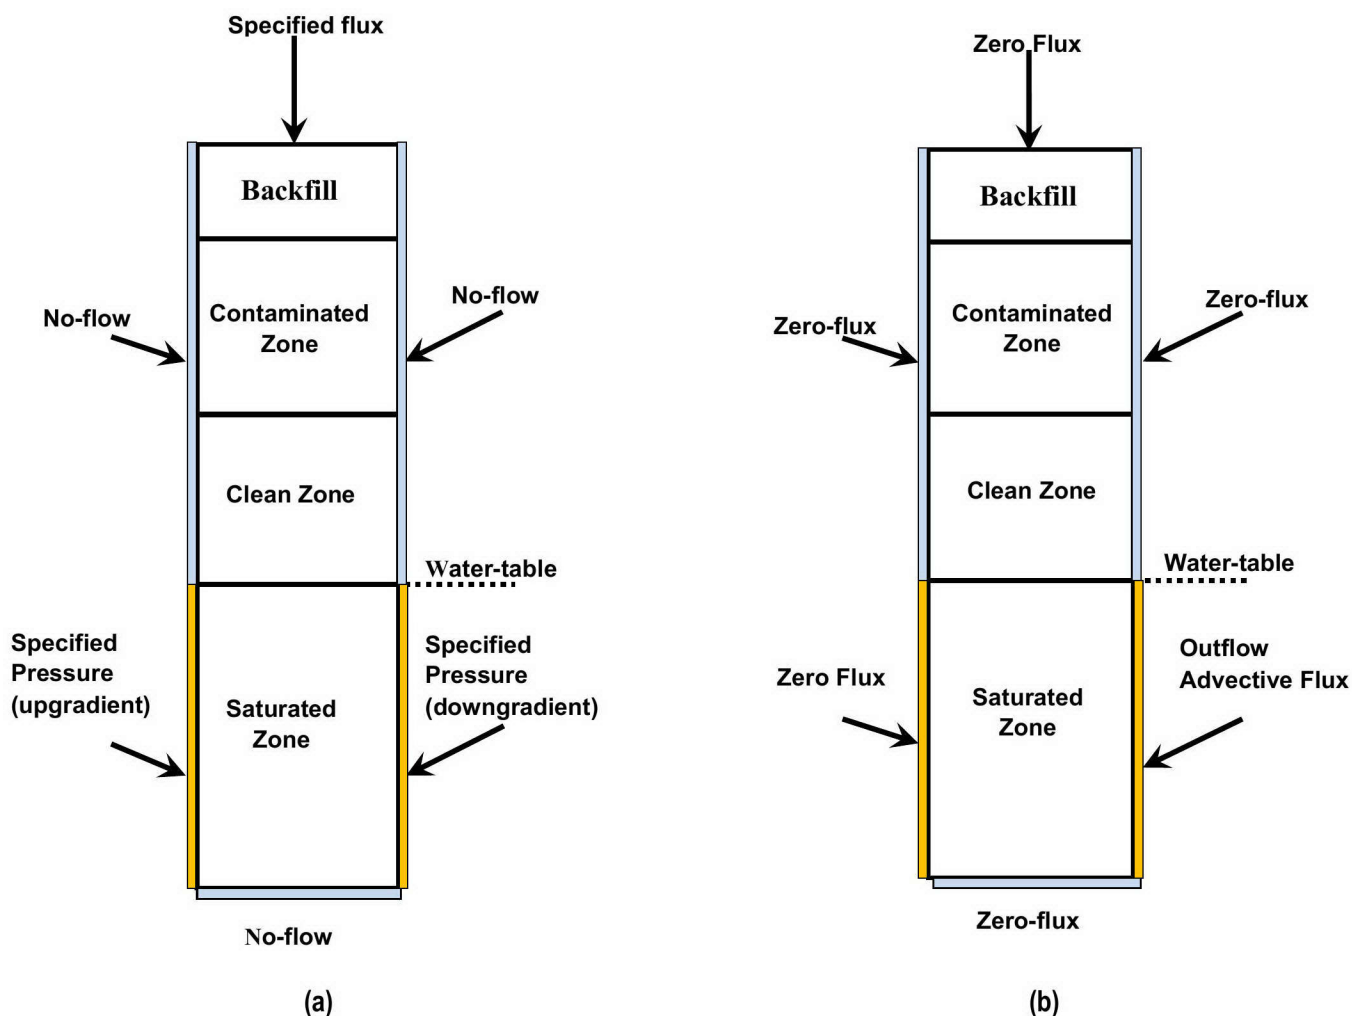 Specified flux
Backfill
No-flow
No-flow
Contaminated
Zone
Clean Zone
Water-table
Specified
Pressure
(upgradient)
Specified
Pressure
(downgradient)
Saturated
Zone
No-flow
(a)
Zero Flux
Backfill
Zero-flux
Zero-flux
Contaminated
Zone
Clean Zone
Water-table
Zero Flux
Outflow
Advective Flux
Saturated
Zone
Zero-flux
(b)